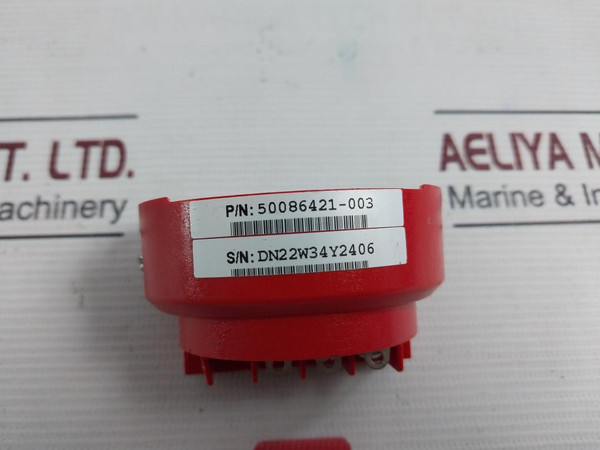 T. LTD.
achinery
AELIYA M
Marine & In
P/N: 50086421-003
S/N: DN22W34Y2406